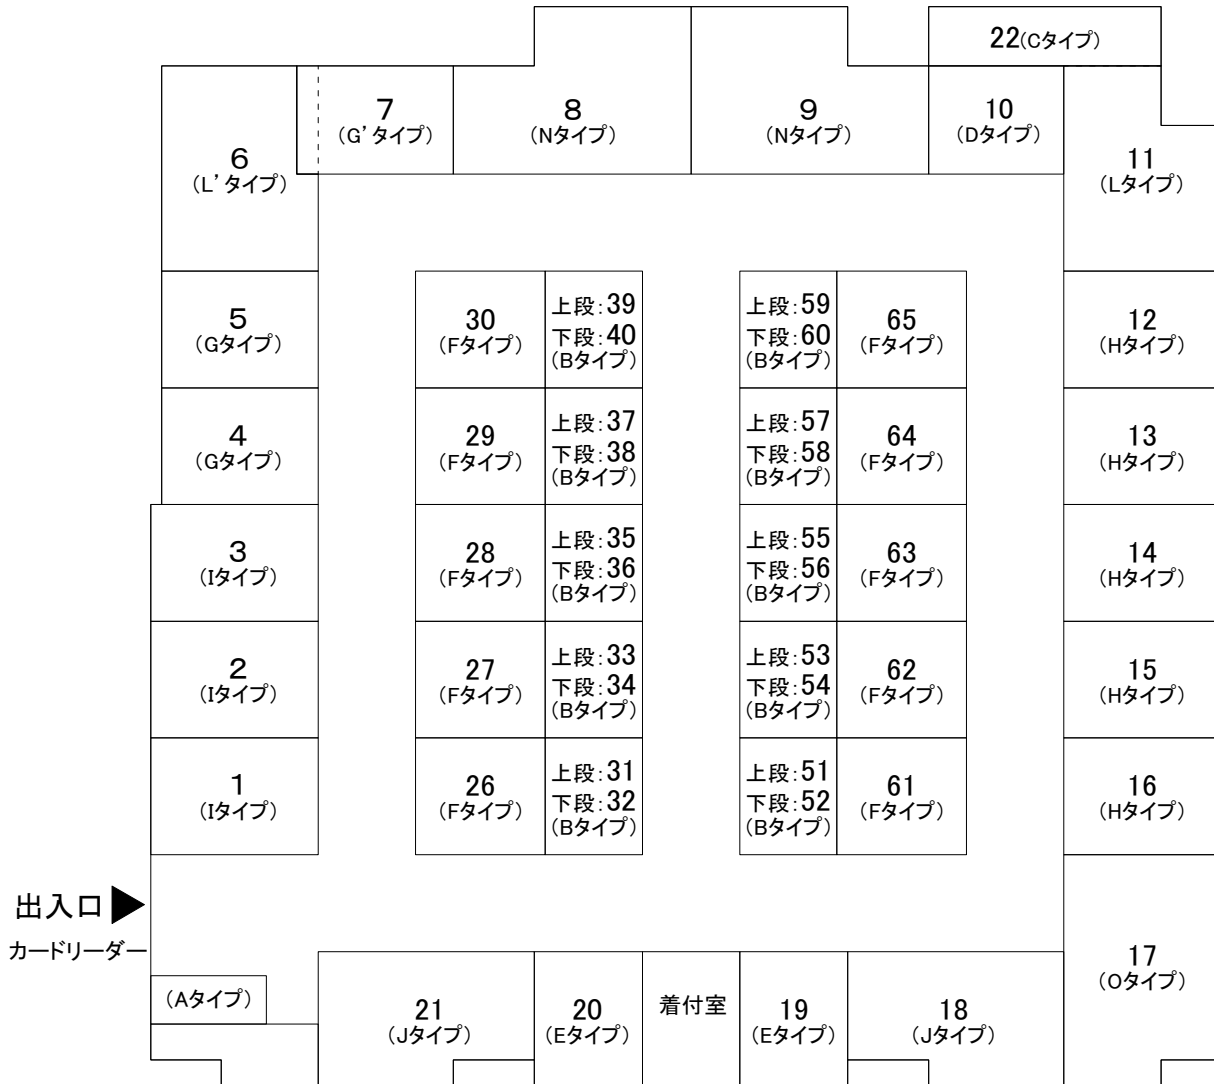 22(Cタイプ)
7
(G’タイプ)
8
(Nタイプ)
9
(Nタイプ)
10
(Dタイプ)
6
(L’タイプ)
11
(Lタイプ)
5
(Gタイプ)
30
(Fタイプ)
上段:39
下段:40
(Bタイプ)
上段:59
下段:60
(Bタイプ)
65
(Fタイプ)
12
(Hタイプ)
4
(Gタイプ)
29
(Fタイプ)
上段:37
下段:38
(Bタイプ)
上段:57
下段:58
(Bタイプ)
64
(Fタイプ)
13
(Hタイプ)
3
(Iタイプ)
28
(Fタイプ)
上段:35
下段:36
(Bタイプ)
上段:55
下段:56
(Bタイプ)
63
(Fタイプ)
14
(Hタイプ)
2
(Iタイプ)
27
(Fタイプ)
上段:33
下段:34
(Bタイプ)
上段:53
下段:54
(Bタイプ)
62
(Fタイプ)
15
(Hタイプ)
1
(Iタイプ)
26
(Fタイプ)
上段:31
下段:32
(Bタイプ)
上段:51
下段:52
(Bタイプ)
61
(Fタイプ)
16
(Hタイプ)
出入口
カードリーダー
(Aタイプ)
21
(Jタイプ)
20
(Eタイプ)
着付室
19
(Eタイプ)
18
(Jタイプ)
17
(Oタイプ)